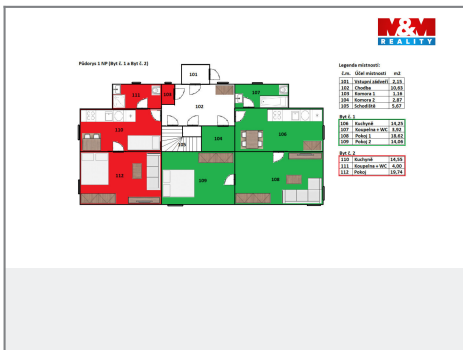 M&M
REALITY
Půdorys 1 NP (Byt č. 1 a Byt č. 2)
Legenda místností:
č.m. Účel místnosti m2
101 Vstupní zádveří 2,15
102 Chodba 10,63
103 Komora 1 1,16
104 Komora 2 2,87
105 Schodiště 5,67
Byt č. 1
106 Kuchyně 14,25
107 Koupelna + WC 3,92
108 Pokoj 1 18,62
109 Pokoj 2 14,06
Byt č. 2
110 Kuchyně 14,55
111 Koupelna + WC 4,00
112 Pokoj 19,74
101
111
103
102
107
110
105
104
106
112
109
108